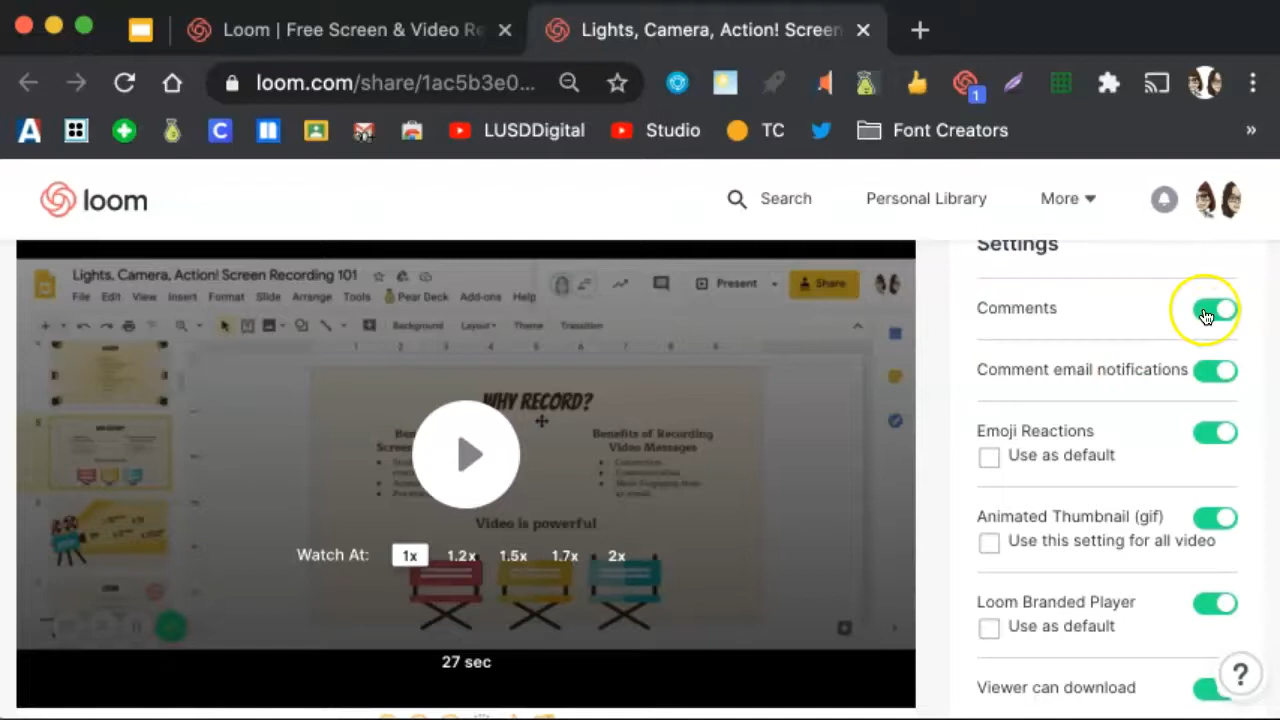 Loom | Free Screen & Video Re
Lights, Camera, Action! Screen
loom.com/share/1ac5b3e0...
1
LUSDDigital
Studio
TC
Font Creators
»
loom
Search
Personal Library
More
Lights, Camera, Action! Screen Recording 101
File Edit View Insert Format Slide Arrange Tools Pear Deck Add-ons Help
Present
Share
Background Layout Theme Transition
WHY RECORD?
Benefits of Recording
Video Messages
Video is powerful
Watch At: 1x 1.2x 1.5x 1.7x 2x
27 sec
Settings
Comments
Comment email notifications
Emoji Reactions
Use as default
Animated Thumbnail (gif)
Use this setting for all video
Loom Branded Player
Use as default
Viewer can download
?